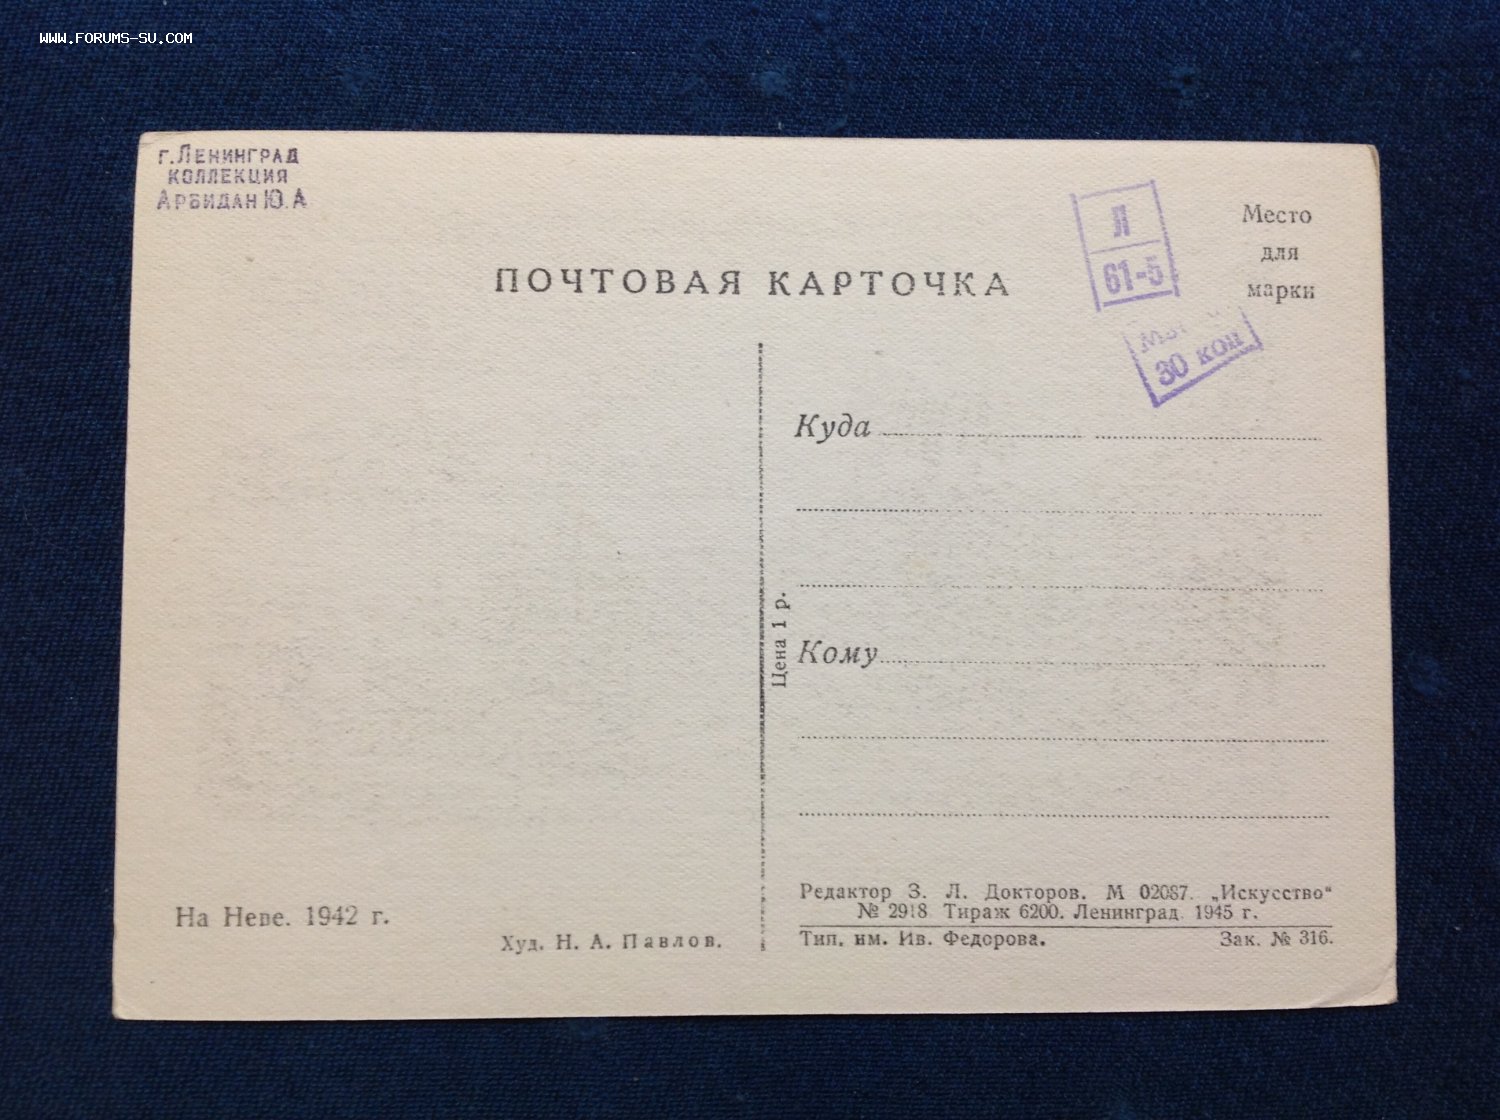 WWW.FORUMS-SU.COM
г. Ленинград
коллекция
Арбидан Ю. А
Л
61-5
Место
для
марки
ПОЧТОВАЯ КАРТОЧКА
30 коп
Куда
Цена 1 р.
Кому
На Неве. 1942 г.
Худ. Н. А. Павлов.
Редактор З. Л. Докторов. М 02087. „Искусство“
№ 2918 Тираж 6200. Ленинград 1945 г.
Тип. им. Ив. Федорова. Зак. № 316.